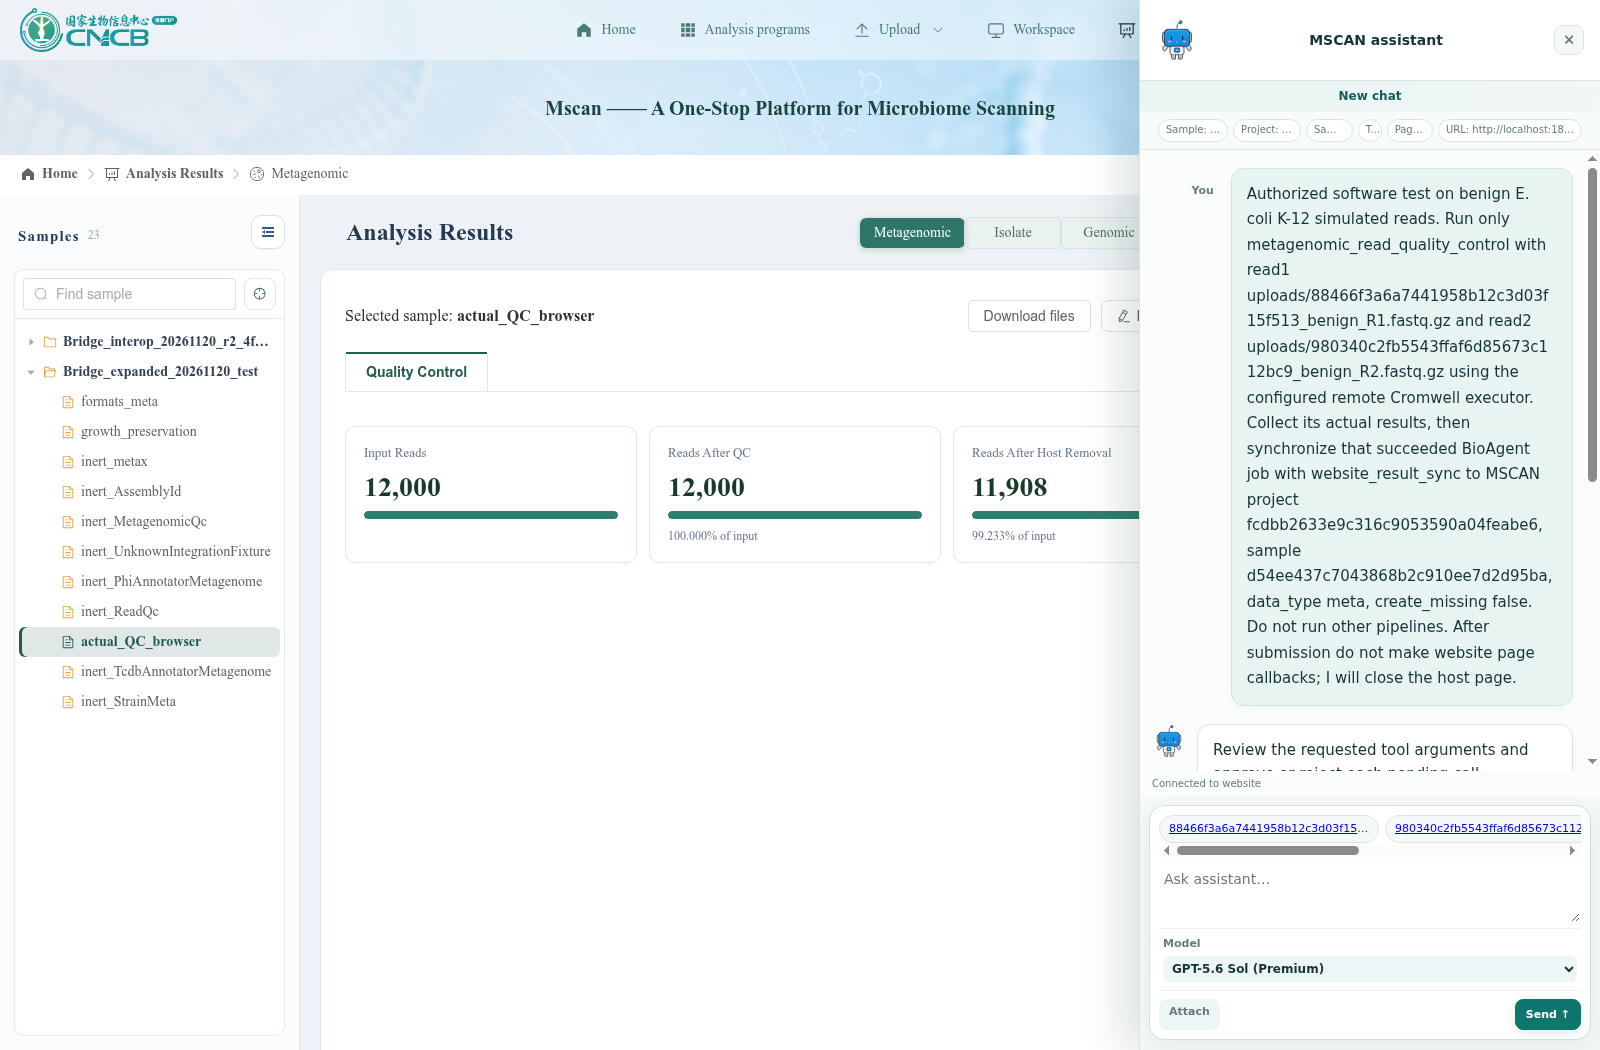 国家生物信息中心
CNCB
Home
Analysis programs
Upload
Workspace
Mscan —— A One-Stop Platform for Microbiome Scanning
Home
Analysis Results
Metagenomic
Samples 23
Find sample
Bridge_interop_20261120_r2_4f...
Bridge_expanded_20261120_test
formats_meta
growth_preservation
inert_metax
inert_AssemblyId
inert_MetagenomicQc
inert_UnknownIntegrationFixture
inert_PhiAnnotatorMetagenome
inert_ReadQc
actual_QC_browser
inert_TcdbAnnotatorMetagenome
inert_StrainMeta
Analysis Results
Metagenomic
Isolate
Genomic
Selected sample: actual_QC_browser
Download files
Quality Control
Input Reads
12,000
Reads After QC
12,000
100.000% of input
Reads After Host Removal
11,908
99.233% of input
MSCAN assistant
×
New chat
Sample: ...
Project: ...
Sa...
T...
Pag...
URL: http://localhost:18...
You
Authorized software test on benign E.
coli K-12 simulated reads. Run only
metagenomic_read_quality_control with
read1
uploads/88466f3a6a7441958b12c3d03f
15f513_benign_R1.fastq.gz and read2
uploads/980340c2fb5543ffaf6d85673c1
12bc9_benign_R2.fastq.gz using the
configured remote Cromwell executor.
Collect its actual results, then
synchronize that succeeded BioAgent
job with website_result_sync to MSCAN
project
fcdbb2633e9c316c9053590a04feabe6,
sample
d54ee437c7043868b2c910ee7d2d95ba,
data_type meta, create_missing false.
Do not run other pipelines. After
submission do not make website page
callbacks; I will close the host page.
Review the requested tool arguments and
approve or reject each pending call.
Connected to website
88466f3a6a7441958b12c3d03f15...
980340c2fb5543ffaf6d85673c112
Ask assistant...
Model
GPT-5.6 Sol (Premium)
Attach
Send ↑